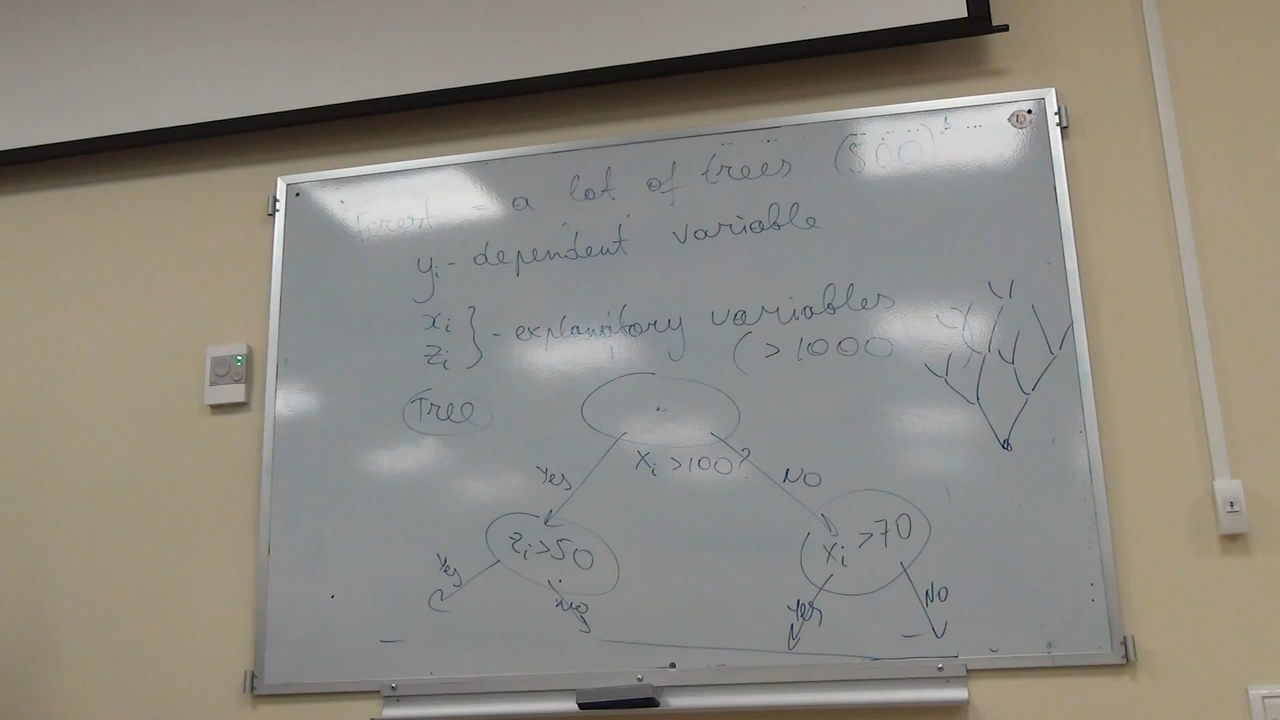 Forest = a lot of trees (500)
yi - dependent variable
xi
zi } - explanitory variables
(>1000
Tree
xi >100?
Yes
NO
zi >50
xi >70
Yes
NO
Yes
NO